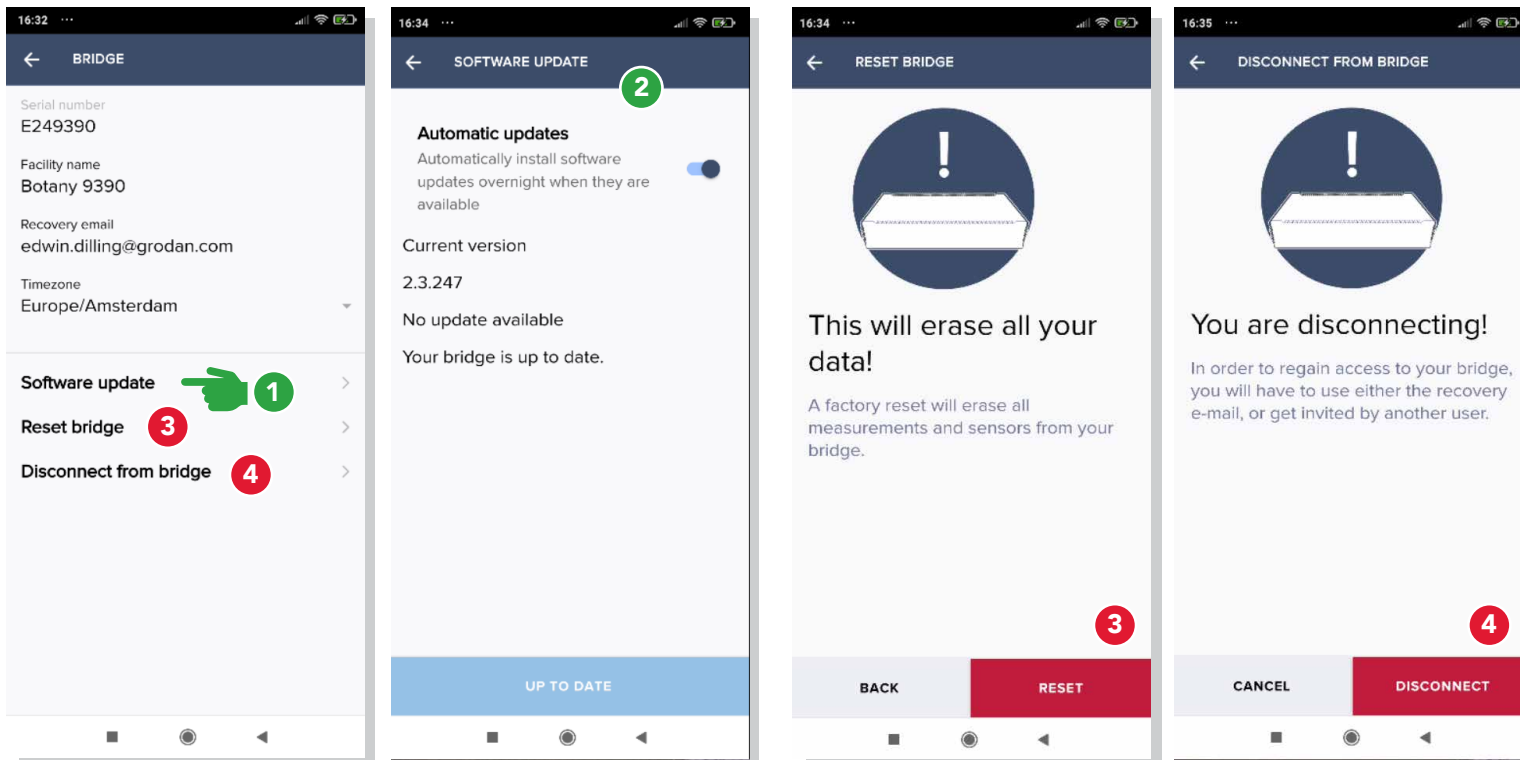 16:32 ...
BRIDGE
Serial number
E249390
Facility name
Botany 9390
Recovery email
edwin.dilling@grodan.com
Timezone
Europe/Amsterdam
Software update
1
Reset bridge
3
Disconnect from bridge
4
16:34 ...
SOFTWARE UPDATE
2
Automatic updates
Automatically install software
updates overnight when they are
available
Current version
2.3.247
No update available
Your bridge is up to date.
UP TO DATE
16:34 ...
RESET BRIDGE
!
This will erase all your
data!
A factory reset will erase all
measurements and sensors from your
bridge.
3
BACK
RESET
16:35 ...
DISCONNECT FROM BRIDGE
!
You are disconnecting!
In order to regain access to your bridge,
you will have to use either the recovery
e-mail, or get invited by another user.
4
CANCEL
DISCONNECT